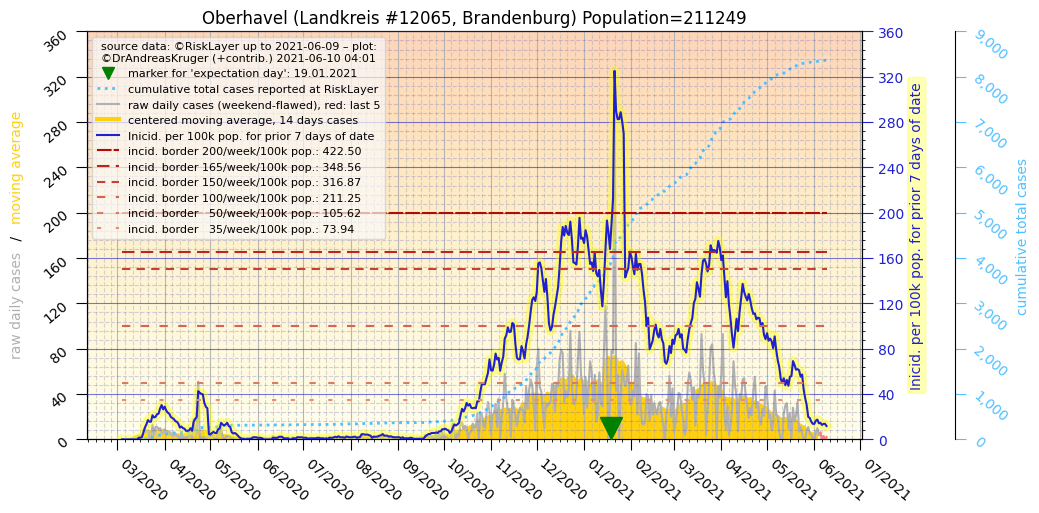 Oberhavel (Landkreis #12065, Brandenburg) Population=211249
source data: ©RiskLayer up to 2021-06-09 – plot:
©DrAndreasKruger (+contrib.) 2021-06-10 04:01
marker for 'expectation day': 19.01.2021
cumulative total cases reported at RiskLayer
raw daily cases (weekend-flawed), red: last 5
centered moving average, 14 days cases
Inicid. per 100k pop. for prior 7 days of date
incid. border 200/week/100k pop.: 422.50
incid. border 165/week/100k pop.: 348.56
incid. border 150/week/100k pop.: 316.87
incid. border 100/week/100k pop.: 211.25
incid. border   50/week/100k pop.: 105.62
incid. border   35/week/100k pop.: 73.94
raw daily cases / moving average
360
320
280
240
200
160
120
80
40
0
03/2020
04/2020
05/2020
06/2020
07/2020
08/2020
09/2020
10/2020
11/2020
12/2020
01/2021
02/2021
03/2021
04/2021
05/2021
06/2021
07/2021
360
320
280
240
200
160
120
80
40
0
Inicid. per 100k pop. for prior 7 days of date
9,000
8,000
7,000
6,000
5,000
4,000
3,000
2,000
1,000
0
cumulative total cases